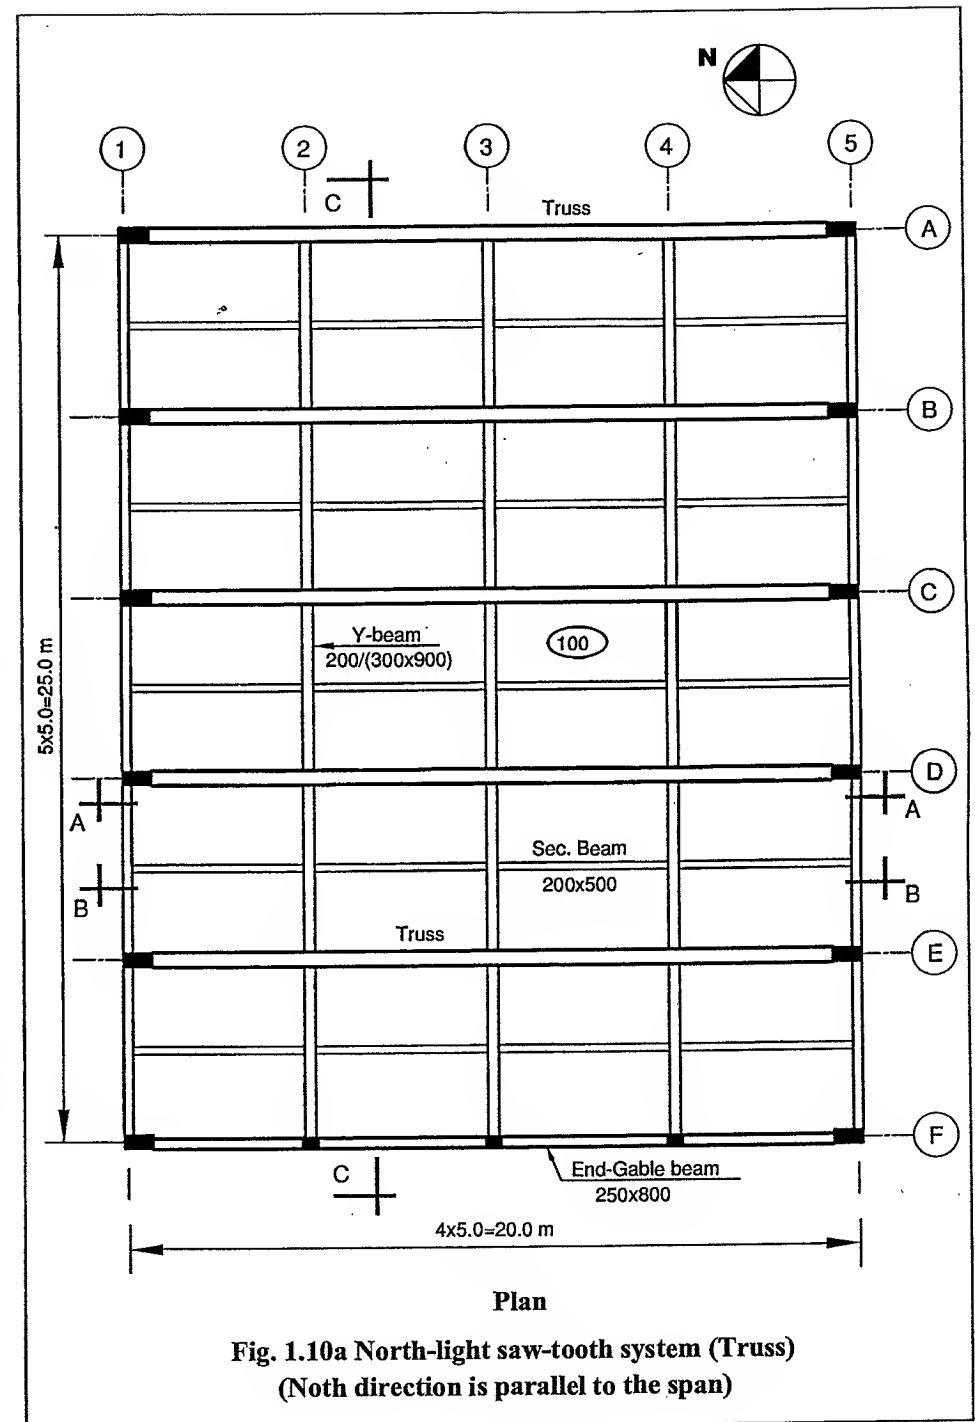 N
1
2
3
4
5
C
Truss
A
B
C
Y-beam
200/(300x900)
100
5x5.0=25.0 m
D
A
A
Sec. Beam
200x500
B
B
Truss
E
F
C
End-Gable beam
250x800
4x5.0=20.0 m
Plan
Fig. 1.10a North-light saw-tooth system (Truss)
(Noth direction is parallel to the span)